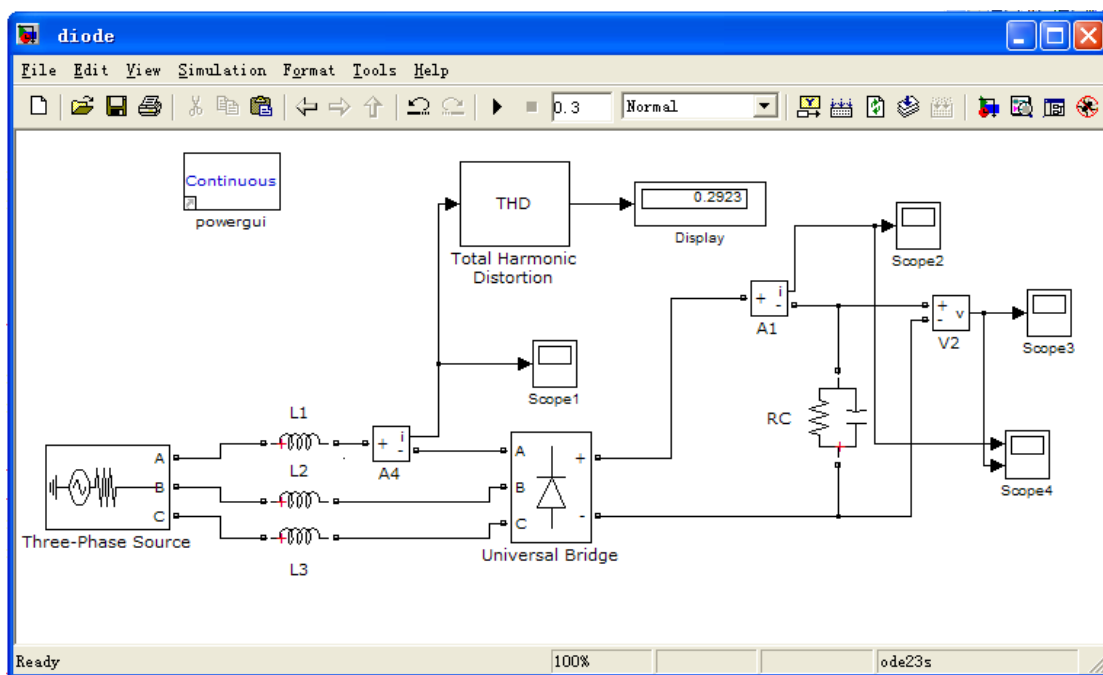 diode
File Edit View Simulation Format Tools Help
0.3 Normal
Continuous
powergui
THD
Total Harmonic
Distortion
0.2923
Display
Scope2
i
+ -
A1
+ -
v
V2
Scope3
Scope1
RC
L1
i
+ -
A4
L2
L3
A
B
C
Three-Phase Source
A
B
C
+
-
Universal Bridge
Scope4
Ready 100% ode23s